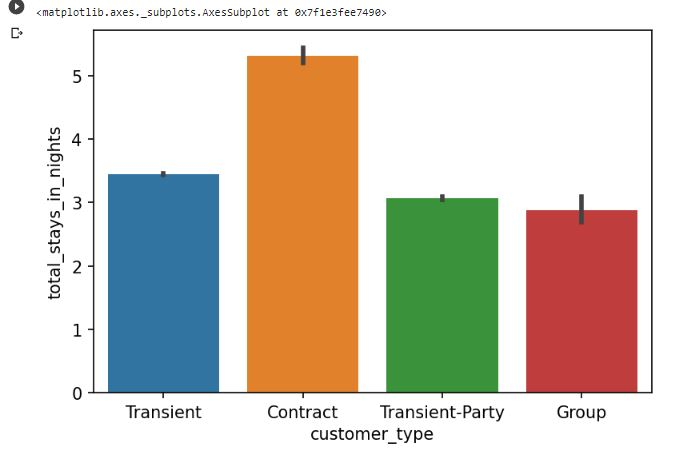 <matplotlib.axes._subplots.AxesSubplot at 0x7f1e3fee7490>
total_stays_in_nights
5
4
3
2
1
0
Transient Contract Transient-Party Group
customer_type